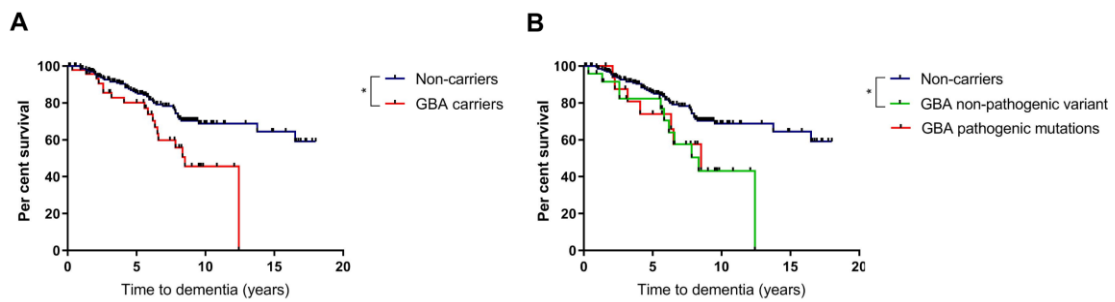 A
Per cent survival
100
80
60
40
20
0
0 5 10 15 20
Time to dementia (years)
*
Non-carriers
GBA carriers
B
Per cent survival
100
80
60
40
20
0
0 5 10 15 20
Time to dementia (years)
*
Non-carriers
GBA non-pathogenic variant
GBA pathogenic mutations